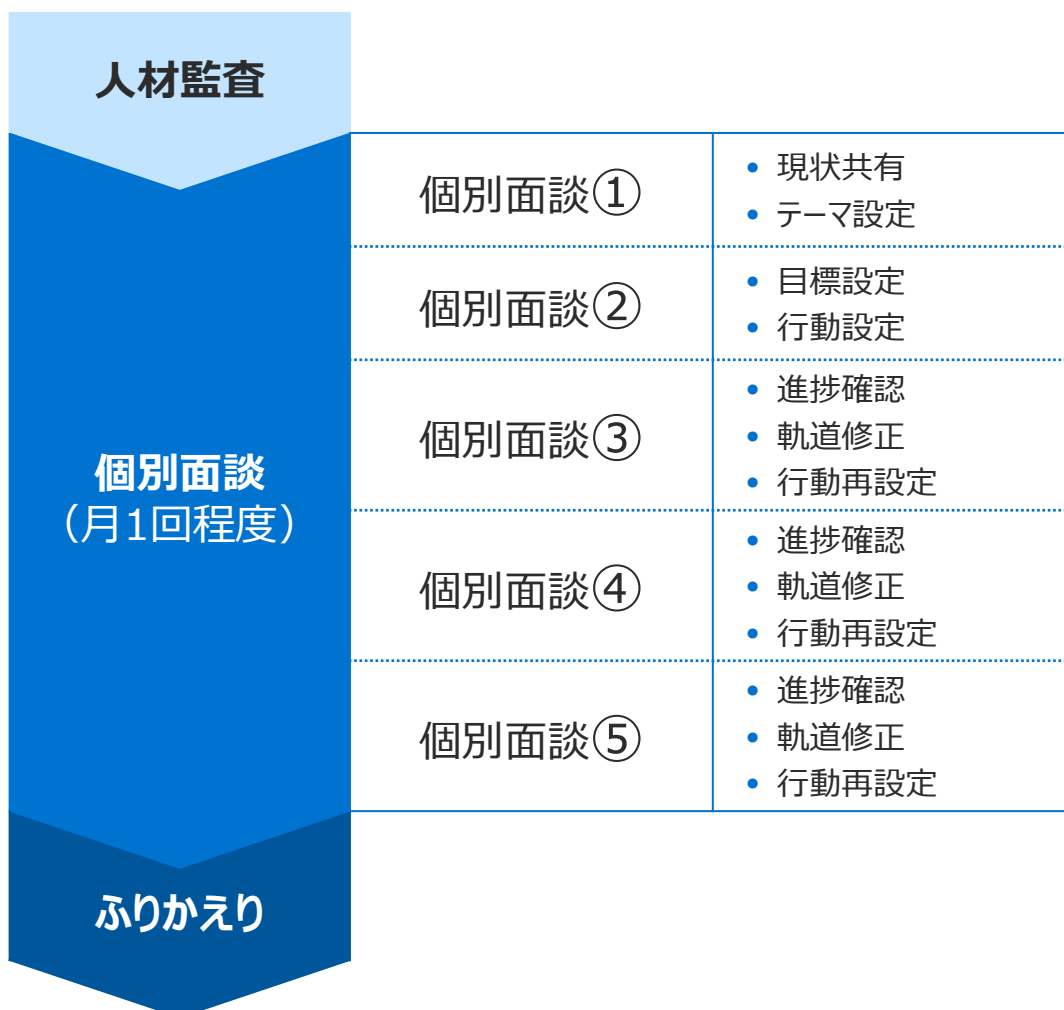 人材監査
個別面談①
• 現状共有
• テーマ設定
個別面談②
• 目標設定
• 行動設定
個別面談
（月1回程度）
個別面談③
• 進捗確認
• 軌道修正
• 行動再設定
個別面談④
• 進捗確認
• 軌道修正
• 行動再設定
個別面談⑤
• 進捗確認
• 軌道修正
• 行動再設定
ふりかえり